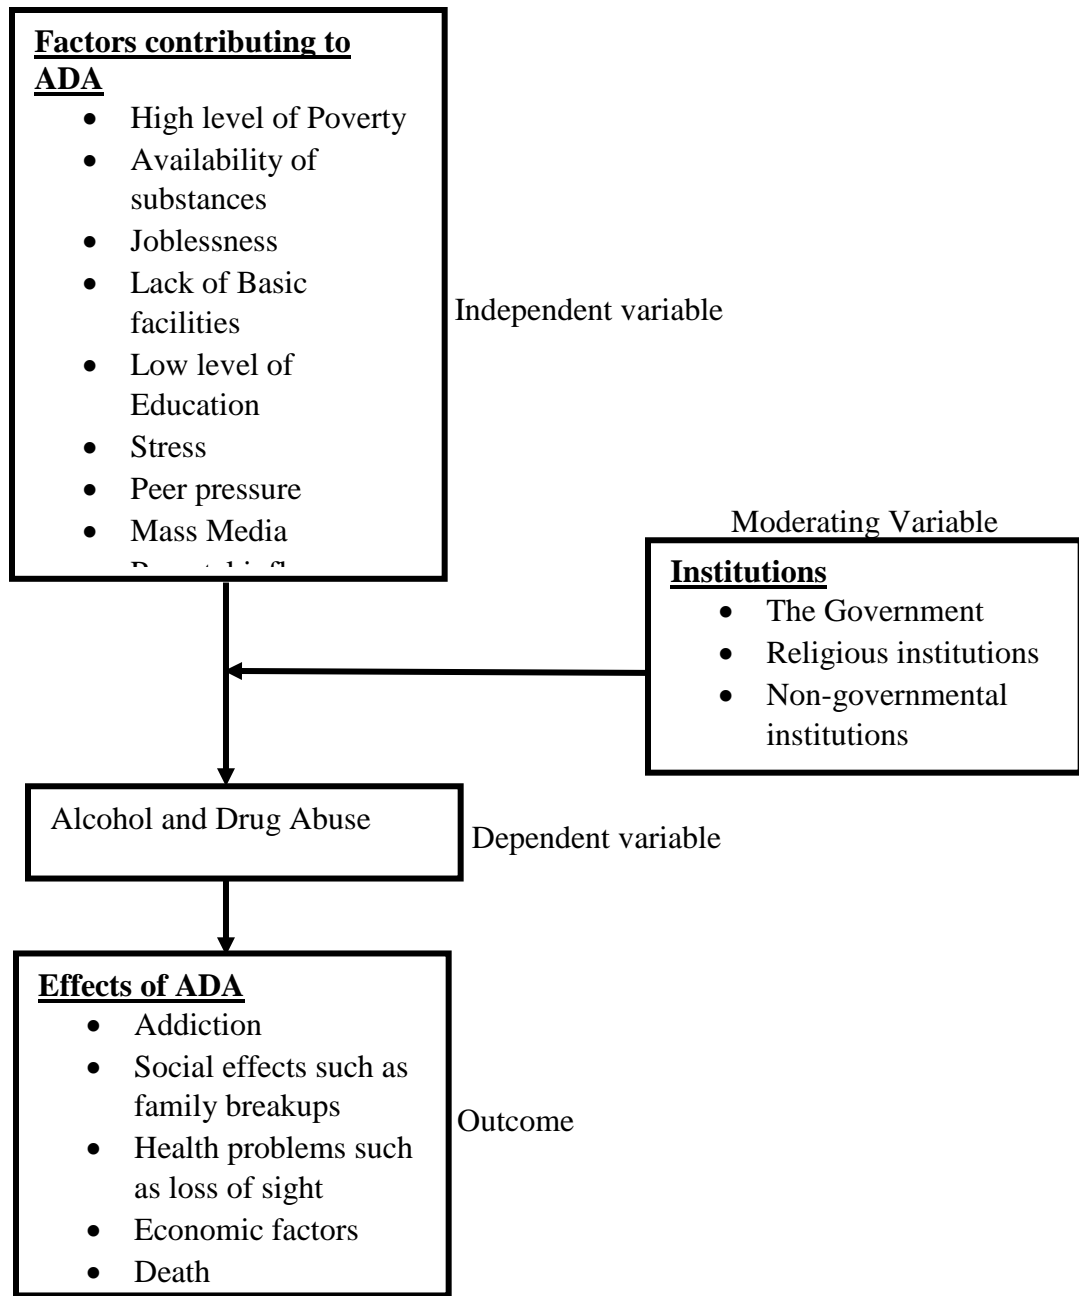 Factors contributing to
ADA
• High level of Poverty
• Availability of
substances
• Joblessness
• Lack of Basic
facilities
• Low level of
Education
• Stress
• Peer pressure
• Mass Media
Independent variable
Moderating Variable
Institutions
• The Government
• Religious institutions
• Non-governmental
institutions
Alcohol and Drug Abuse
Dependent variable
Effects of ADA
• Addiction
• Social effects such as
family breakups
• Health problems such
as loss of sight
• Economic factors
• Death
Outcome